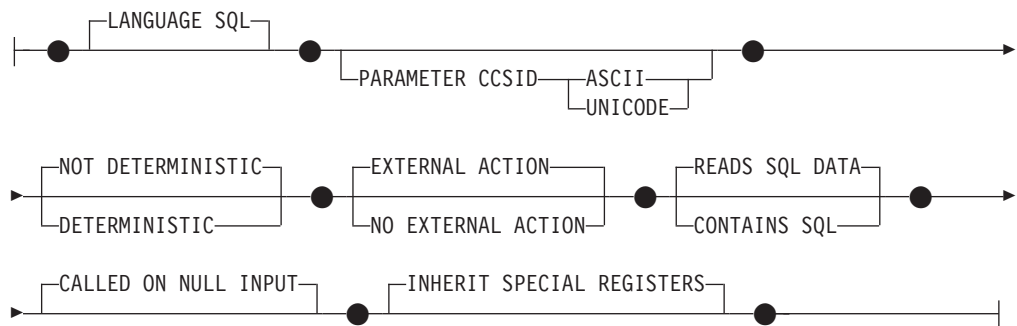 LANGUAGE SQL
PARAMETER CCSID ASCII
UNICODE
NOT DETERMINISTIC EXTERNAL ACTION READS SQL DATA
DETERMINISTIC NO EXTERNAL ACTION CONTAINS SQL
CALLED ON NULL INPUT INHERIT SPECIAL REGISTERS